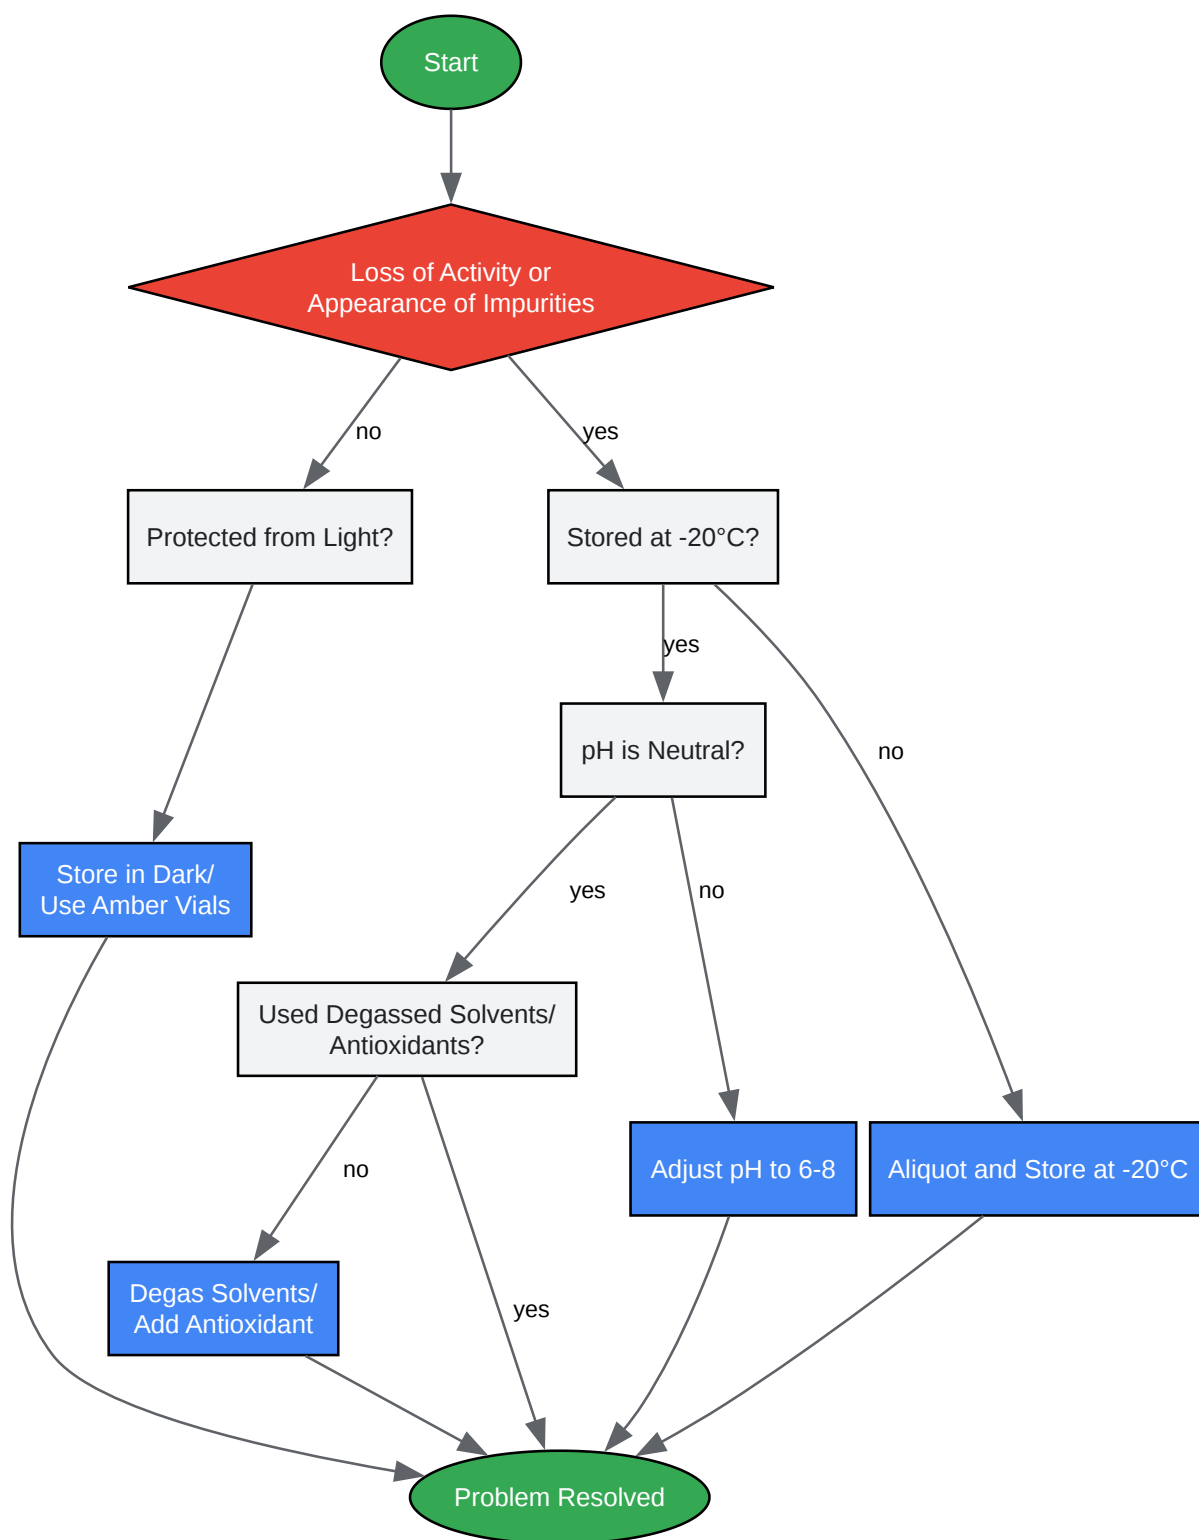 Start
Loss of Activity or
Appearance of Impurities
no
yes
Protected from Light?
Stored at -20°C?
yes
pH is Neutral?
no
Store in Dark/
Use Amber Vials
yes
no
Used Degassed Solvents/
Antioxidants?
no
Adjust pH to 6-8
Aliquot and Store at -20°C
Degas Solvents/
Add Antioxidant
yes
Problem Resolved